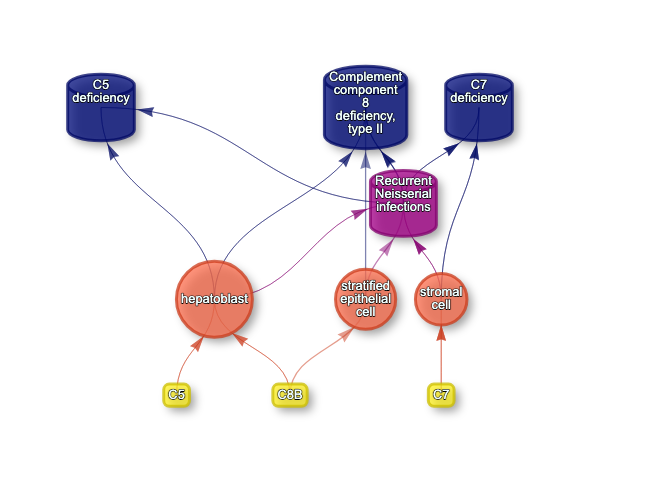 C5
deficiency
Complement
component
8
deficiency,
type II
C7
deficiency
Recurrent
Neisserial
infections
hepatoblast
stratified
epithelial
cell
stromal
cell
C5
C8B
C7